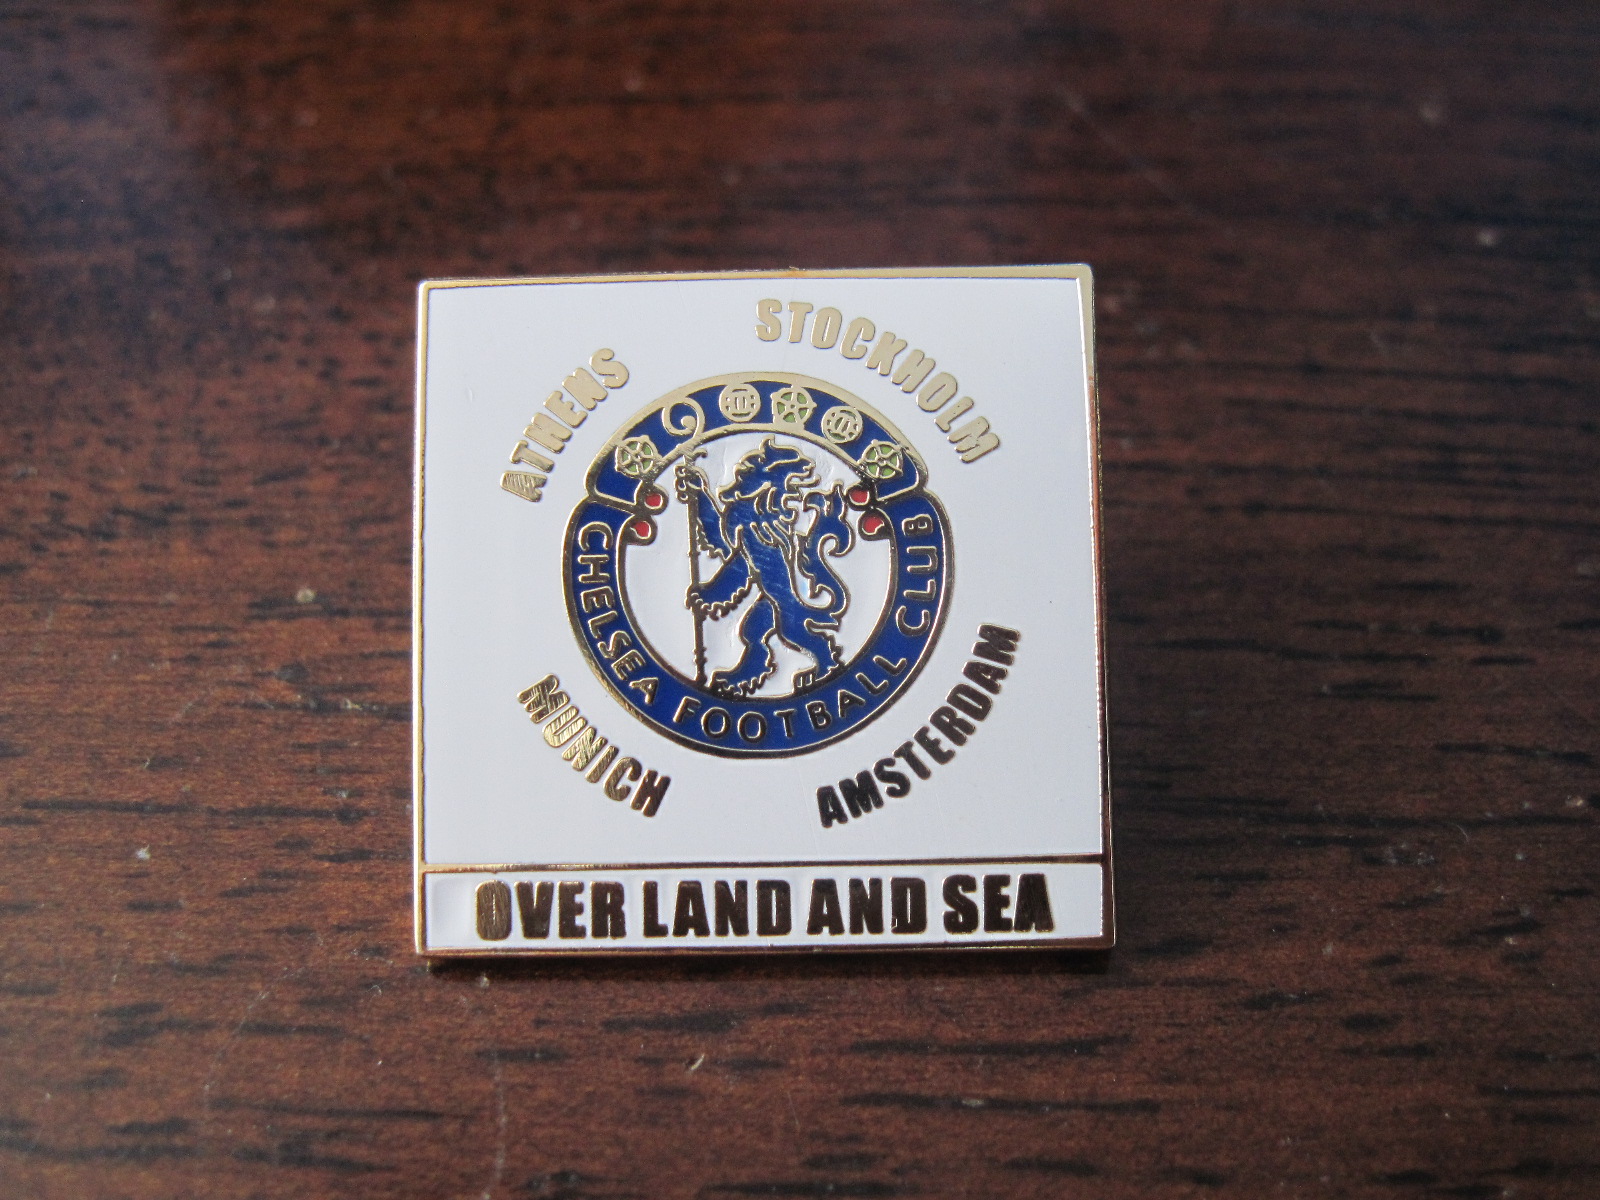 ATHENS
STOCKHOLM
CHELSEA FOOTBALL CLUB
MUNICH
AMSTERDAM
OVER LAND AND SEA